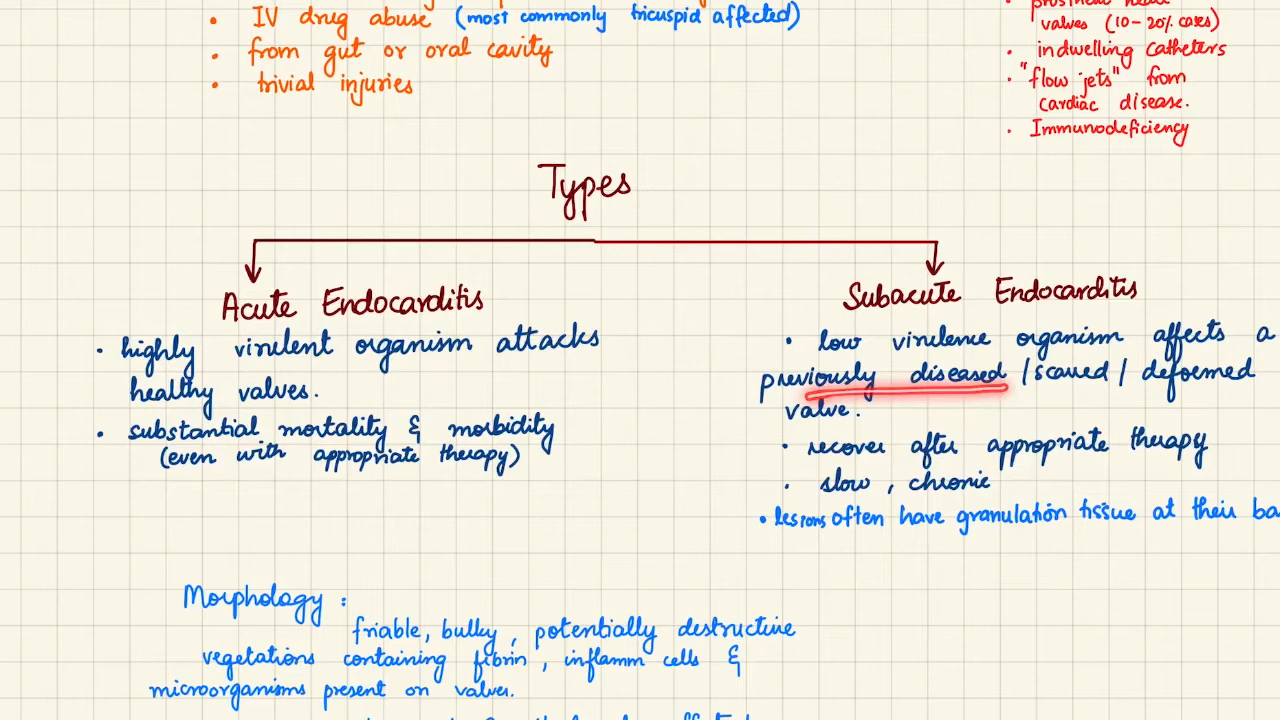 • IV drug abuse (most commonly tricuspid affected)
• from gut or oral cavity
• trivial injuries
valves (10-20% cases)
• indwelling catheters
• "flow jets" from
cardiac disease.
• Immunodeficiency
Types
Acute Endocarditis
• highly virulent organism attacks
healthy valves.
• substantial mortality & morbidity
(even with appropriate therapy)
Subacute Endocarditis
• low virulence organism affects a
previously diseased / scarred / deformed
valve.
• recover after appropriate therapy
• slow, chronic
• lesions often have granulation tissue at their ba
Morphology :
friable, bulky, potentially destructive
vegetations containing fibrin, inflamm cells &
microorganisms present on valves.